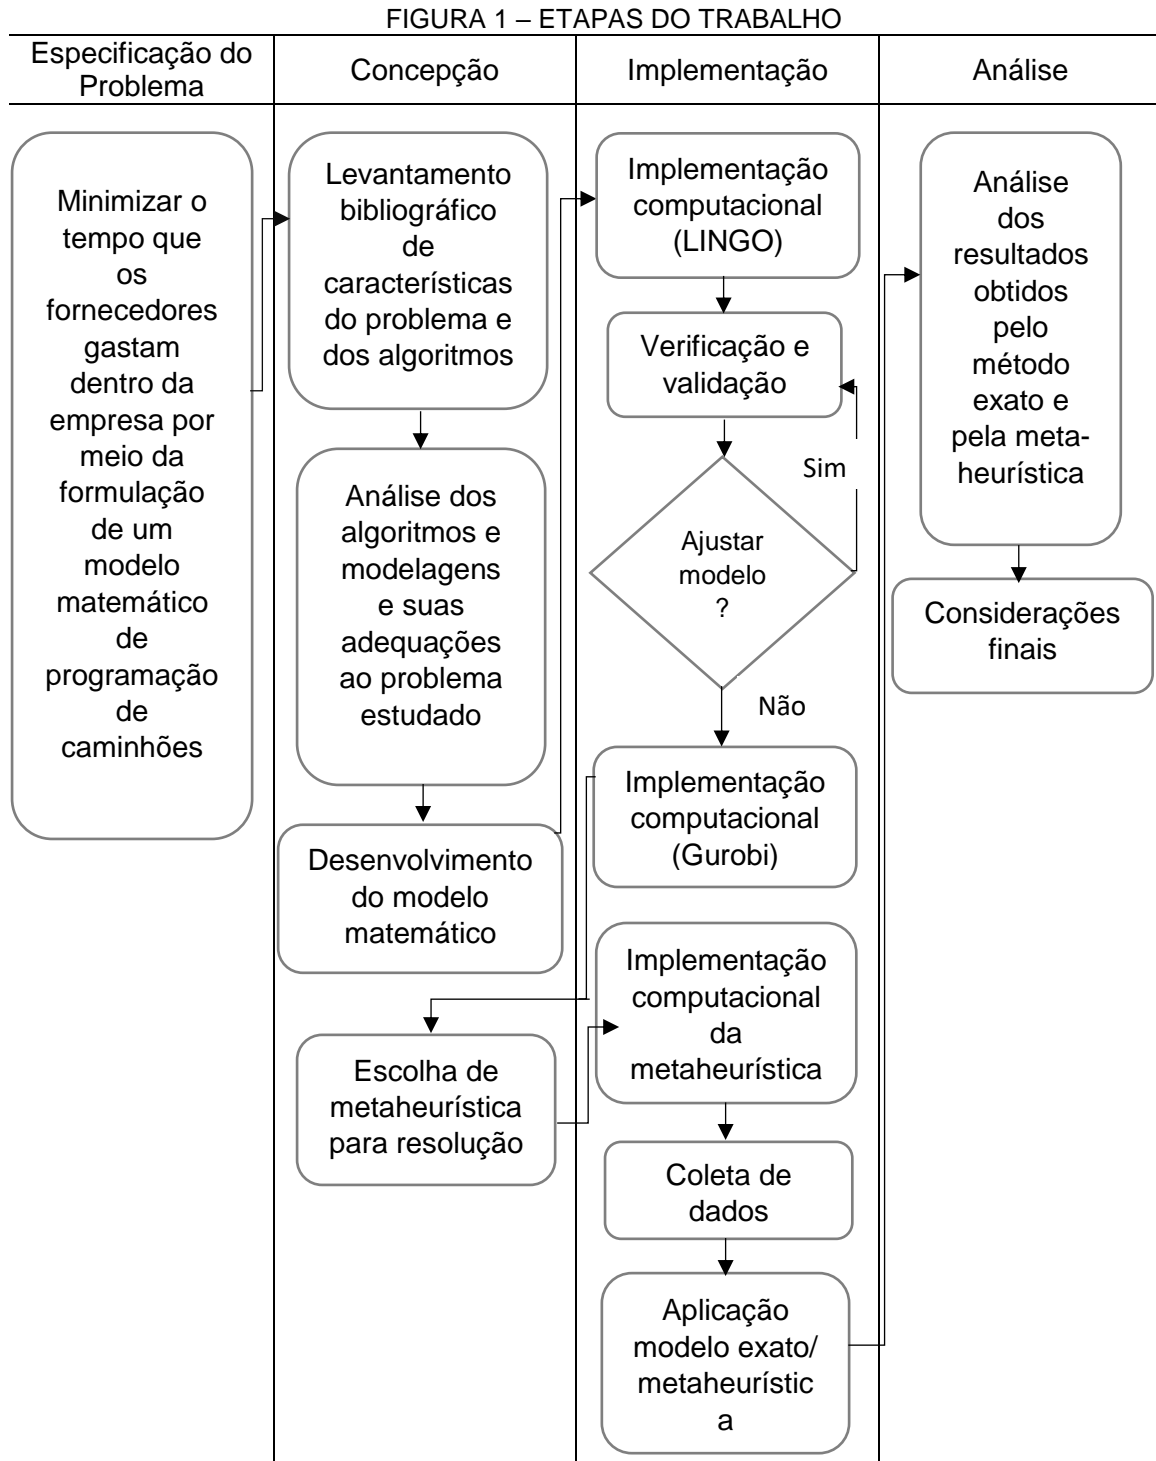 FIGURA 1 – ETAPAS DO TRABALHO
Especificação do
Problema
Concepção
Implementação
Análise
Minimizar o
tempo que
os
fornecedores
gastam
dentro da
empresa por
meio da
formulação
de um
modelo
matemático
de
programação
de
caminhões
Levantamento
bibliográfico
de
características
do problema e
dos algoritmos
Análise dos
algoritmos e
modelagens
e suas
adequações
ao problema
estudado
Desenvolvimento
do modelo
matemático
Escolha de
metaheurística
para resolução
Implementação
computacional
(LINGO)
Verificação e
validação
Sim
Ajustar
modelo
?
Não
Implementação
computacional
(Gurobi)
Implementação
computacional
da
metaheurística
Coleta de
dados
Aplicação
modelo exato/
metaheurístic
a
Análise
dos
resultados
obtidos
pelo
método
exato e
pela meta-
heurística
Considerações
finais